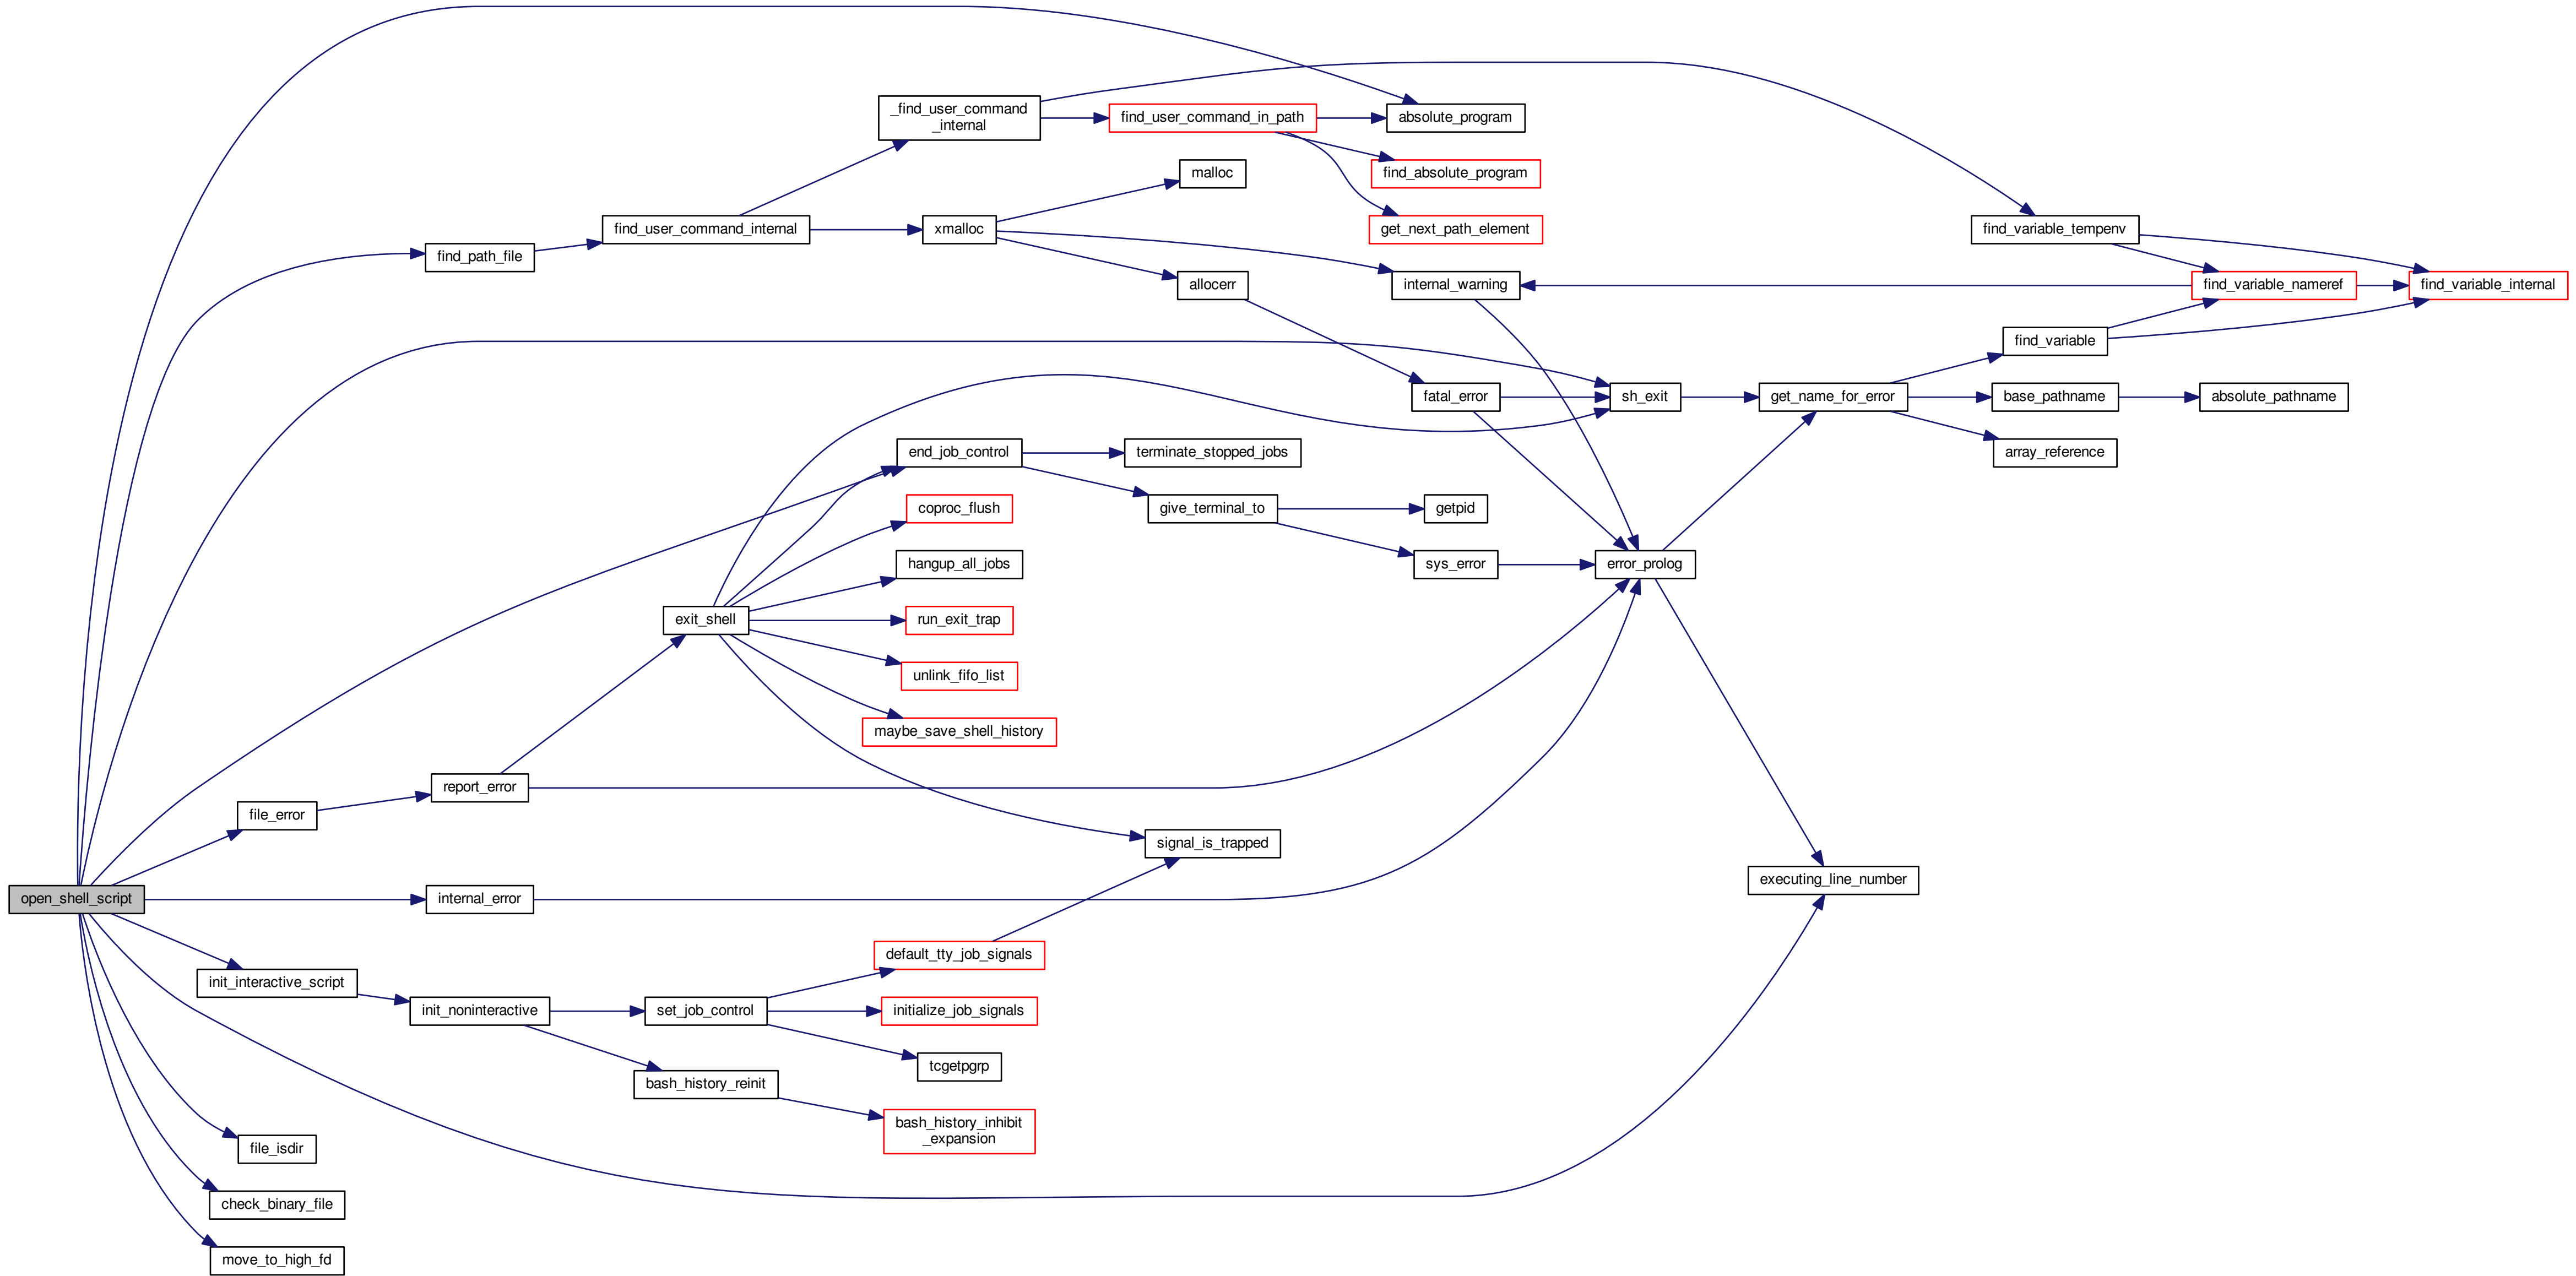 open_shell_script
absolute_program
find_path_file
find_user_command_internal
_find_user_command
_internal
find_user_command_in_path
find_absolute_program
get_next_path_element
xmalloc
malloc
internal_warning
allocerr
fatal_error
find_variable_tempenv
find_variable_nameref
find_variable_internal
find_variable
sh_exit
get_name_for_error
base_pathname
absolute_pathname
array_reference
end_job_control
terminate_stopped_jobs
give_terminal_to
getpid
sys_error
error_prolog
coproc_flush
hangup_all_jobs
exit_shell
run_exit_trap
unlink_fifo_list
maybe_save_shell_history
report_error
file_error
signal_is_trapped
executing_line_number
internal_error
default_tty_job_signals
init_interactive_script
init_noninteractive
set_job_control
initialize_job_signals
tcgetpgrp
bash_history_reinit
bash_history_inhibit
_expansion
file_isdir
check_binary_file
move_to_high_fd